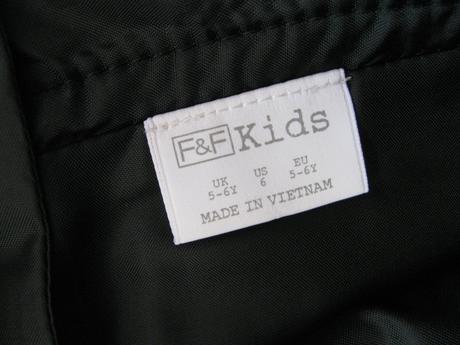 F&F Kids
UK US EU
5-6Y 6 5-6Y
MADE IN VIETNAM